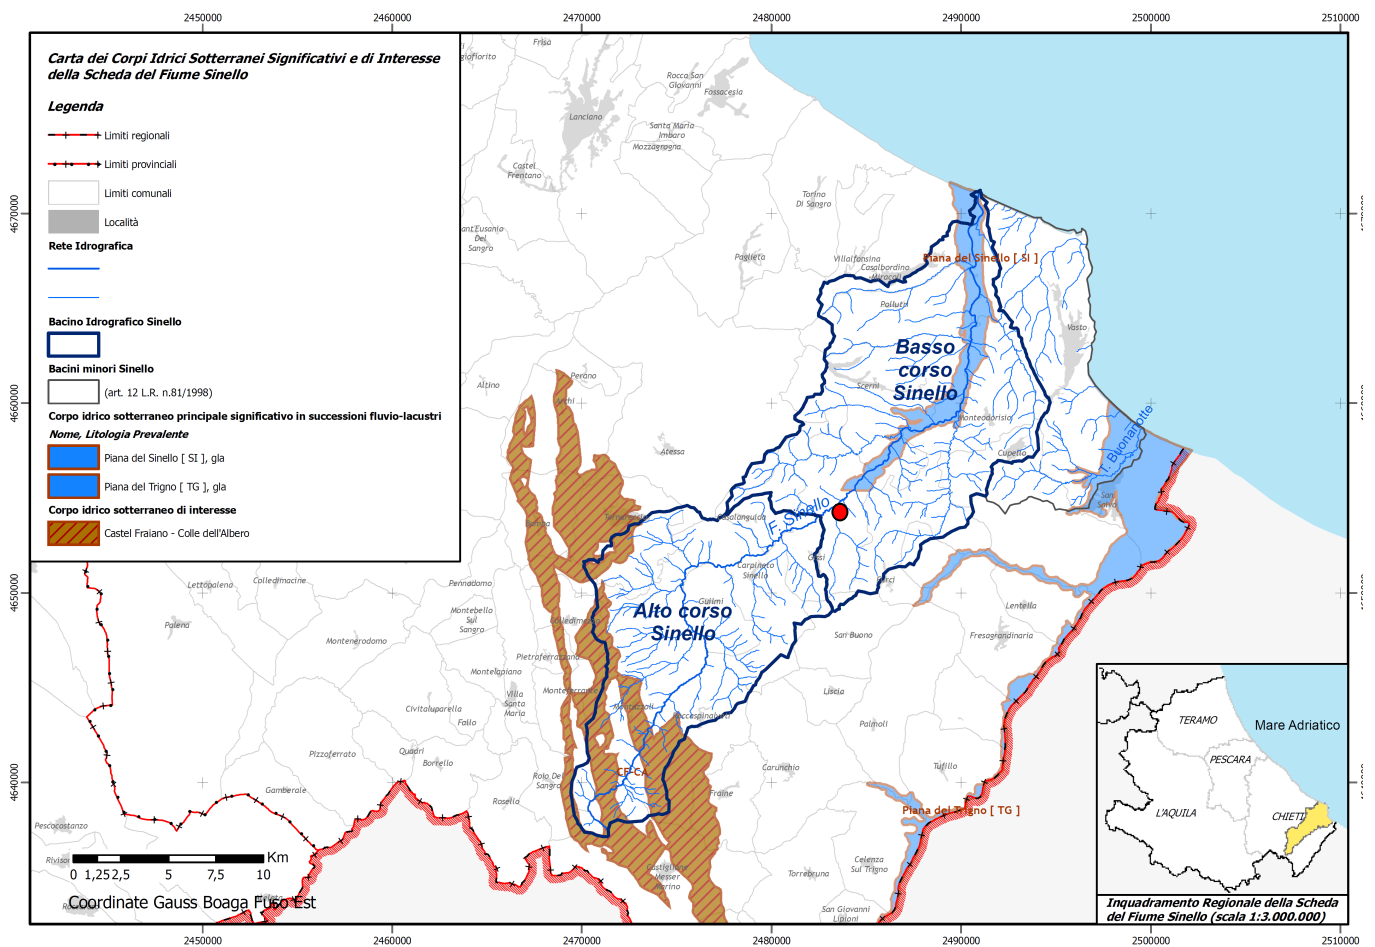 2450000
2460000
2470000
2480000
2490000
2500000
2510000
Carta dei Corpi Idrici Sotterranei Significativi e di Interesse
della Scheda del Fiume Sinello
Legenda
Limiti regionali
Limiti provinciali
Limiti comunali
Località
Rete Idrografica
Bacino Idrografico Sinello
Bacini minori Sinello
(art. 12 L.R. n.81/1998)
Corpo idrico sotterraneo principale significativo in successioni fluvio-lacustri
Nome, Litologia Prevalente
Piana del Sinello [ SI ], gla
Piana del Trigno [ TG ], gla
Corpo idrico sotterraneo di interesse
Castel Fraiano - Colle dell'Albero
4670000
4660000
4650000
4640000
Frisa
Rocca San
Giovanni
Fossacesia
Lanciano
Santa Maria
Imbaro
Mozzagrogna
Castel
Frentano
Torino
Di Sangro
ant'Eusanio
Del
Sangro
Paglieta
Villalfonsina
Casalbordino
Miracoli
Piana del Sinello [ SI ]
Pollutri
Vasto
Basso
corso
Sinello
Scerni
Monteodorisio
Cupello
Altino
Perano
Archi
Atessa
T. Buonanotte
San
Salvo
F. Sinello
Casalanguida
Carpineto
Sinello
Gissi
Furci
Guilmi
Alto corso
Sinello
Lettopalena
Colledimacine
Palena
Montenerodomo
Pennadomo
Montebello
Sul
Sangro
Pietroferrazzana
Montelapiano
Villa
Santa
Maria
Civitaluparella
Fallo
Quadri
Borrello
Pizzoferrato
Gamberale
Rosello
Roio Del
Sangro
Monteferrante
Montazzoli
Roccaspinalveti
CF-CA
Fraine
Castiglione
Messer
Marino
San Buono
Liscia
Palmoli
Carunchio
Tufillo
Lentella
Fresagrandinaria
Piana del Trigno [ TG ]
Celenza
Sul Trigno
Torrebruna
San Giovanni
Lipioni
Pescocostanzo
0 1,25 2,5 5 7,5 10 Km
Coordinate Gauss Boaga Fuso Est
TERAMO
Mare Adriatico
PESCARA
L'AQUILA
CHIETI
Inquadramento Regionale della Scheda
del Fiume Sinello (scala 1:3.000.000)
2450000
2460000
2470000
2480000
2490000
2500000
2510000